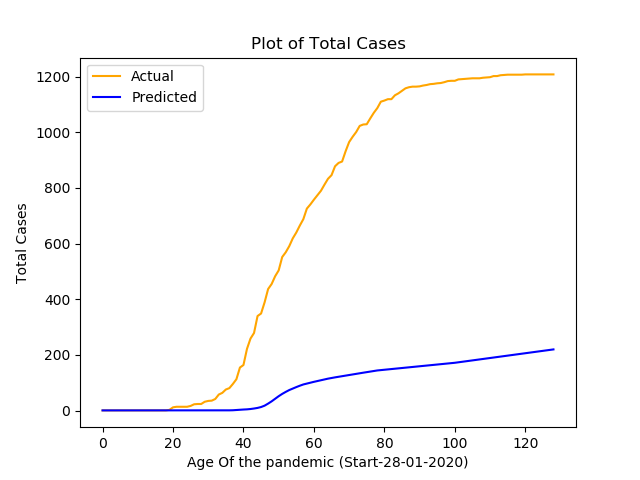 Plot of Total Cases
Actual
Predicted
1200
1000
800
600
400
200
0
Total Cases
0 20 40 60 80 100 120
Age Of the pandemic (Start-28-01-2020)